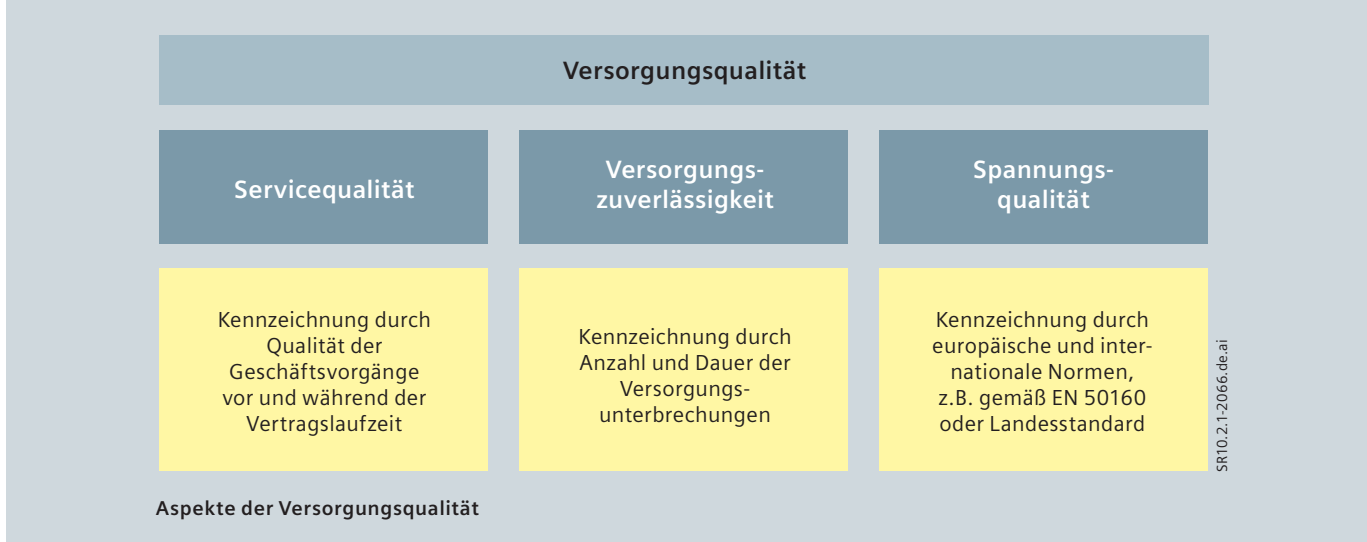 Versorgungsqualität
Servicequalität
Versorgungs-
zuverlässigkeit
Spannungs-
qualität
Kennzeichnung durch
Qualität der
Geschäftsvorgänge
vor und während der
Vertragslaufzeit
Kennzeichnung durch
Anzahl und Dauer der
Versorgungs-
unterbrechungen
Kennzeichnung durch
europäische und inter-
nationale Normen,
z.B. gemäß EN 50160
oder Landesstandard
SR10.2.1-2066.de.ai
Aspekte der Versorgungsqualität